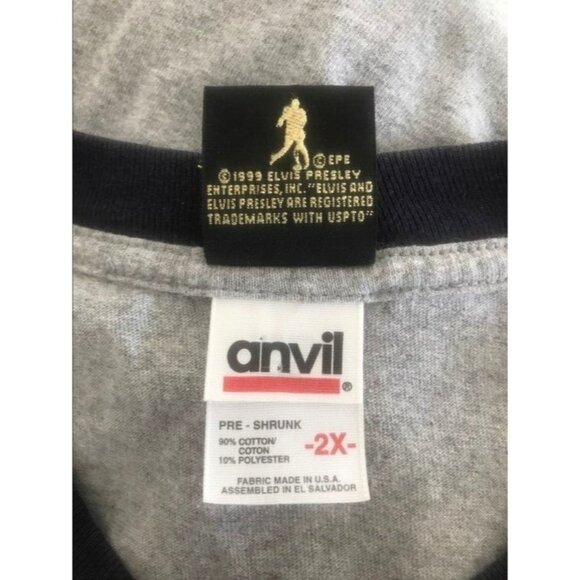 ©EPE
©1999 ELVIS PRESLEY
ENTERPRISES, INC. "ELVIS AND
ELVIS PRESLEY ARE REGISTERED
TRADEMARKS WITH USPTO"
anvil®
PRE - SHRUNK
90% COTTON/
COTON
10% POLYESTER
-2X-
FABRIC MADE IN U.S.A.
ASSEMBLED IN EL SALVADOR